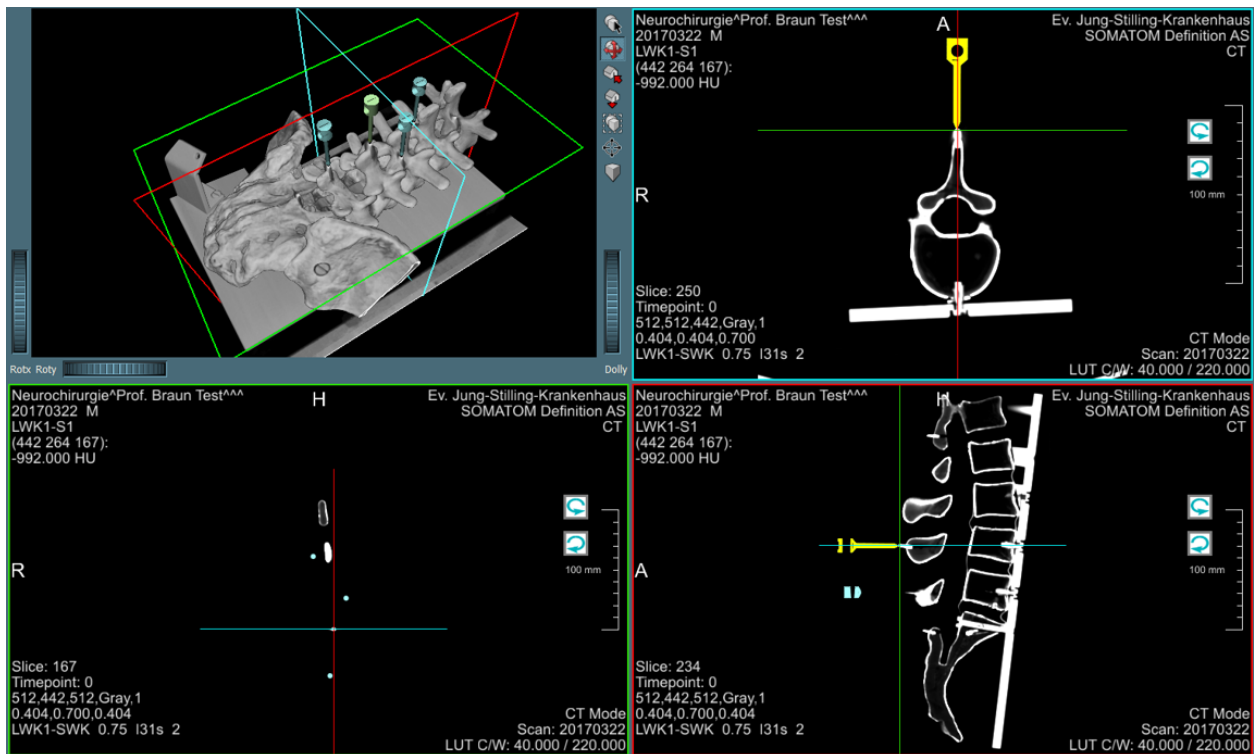 Rotx Roty
Dolly
Neurochirurgie^Prof. Braun Test^^^
20170322 M
LWK1-S1
(442 264 167):
-992.000 HU
A
Ev. Jung-Stilling-Krankenhaus
SOMATOM Definition AS
CT
R
100 mm
Slice: 250
Timepoint: 0
512,512,442,Gray,1
0.404,0.404,0.700
LWK1-SWK 0.75 I31s 2
CT Mode
Scan: 20170322
LUT C/W: 40.000 / 220.000
Neurochirurgie^Prof. Braun Test^^^
20170322 M
LWK1-S1
(442 264 167):
-992.000 HU
H
Ev. Jung-Stilling-Krankenhaus
SOMATOM Definition AS
CT
R
100 mm
Slice: 167
Timepoint: 0
512,442,512,Gray,1
0.404,0.700,0.404
LWK1-SWK 0.75 I31s 2
CT Mode
Scan: 20170322
LUT C/W: 40.000 / 220.000
Neurochirurgie^Prof. Braun Test^^^
20170322 M
LWK1-S1
(442 264 167):
-992.000 HU
H
Ev. Jung-Stilling-Krankenhaus
SOMATOM Definition AS
CT
A
100 mm
Slice: 234
Timepoint: 0
512,442,512,Gray,1
0.404,0.700,0.404
LWK1-SWK 0.75 I31s 2
CT Mode
Scan: 20170322
LUT C/W: 40.000 / 220.000